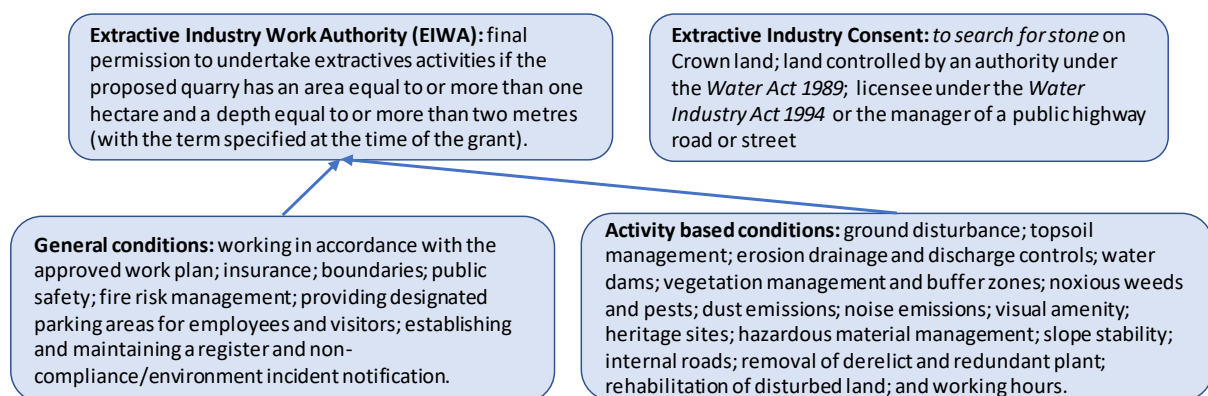 Extractive Industry Work Authority (EIWA): final
permission to undertake extractives activities if the
proposed quarry has an area equal to or more than one
hectare and a depth equal to or more than two metres
(with the term specified at the time of the grant).
Extractive Industry Consent: to search for stone on
Crown land; land controlled by an authority under
the Water Act 1989; licensee under the Water
Industry Act 1994 or the manager of a public highway
road or street
General conditions: working in accordance with the
approved work plan; insurance; boundaries; public
safety; fire risk management; providing designated
parking areas for employees and visitors; establishing
and maintaining a register and non-
compliance/environment incident notification.
Activity based conditions: ground disturbance; topsoil
management; erosion drainage and discharge controls; water
dams; vegetation management and buffer zones; noxious weeds
and pests; dust emissions; noise emissions; visual amenity;
heritage sites; hazardous material management; slope stability;
internal roads; removal of derelict and redundant plant;
rehabilitation of disturbed land; and working hours.